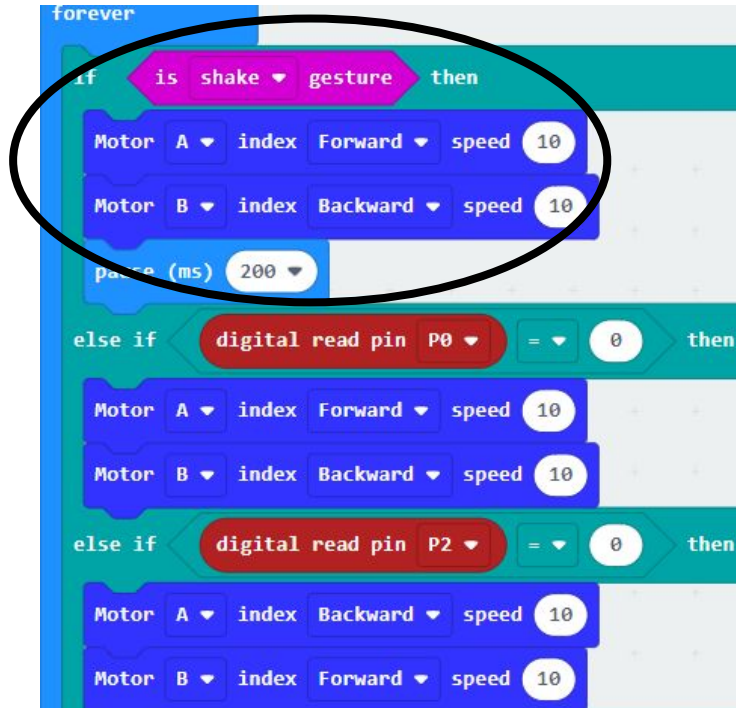 forever
if is shake gesture then
Motor A index Forward speed 10
Motor B index Backward speed 10
pause (ms) 200
else if digital read pin P0 = 0 then
Motor A index Forward speed 10
Motor B index Backward speed 10
else if digital read pin P2 = 0 then
Motor A index Backward speed 10
Motor B index Forward speed 10